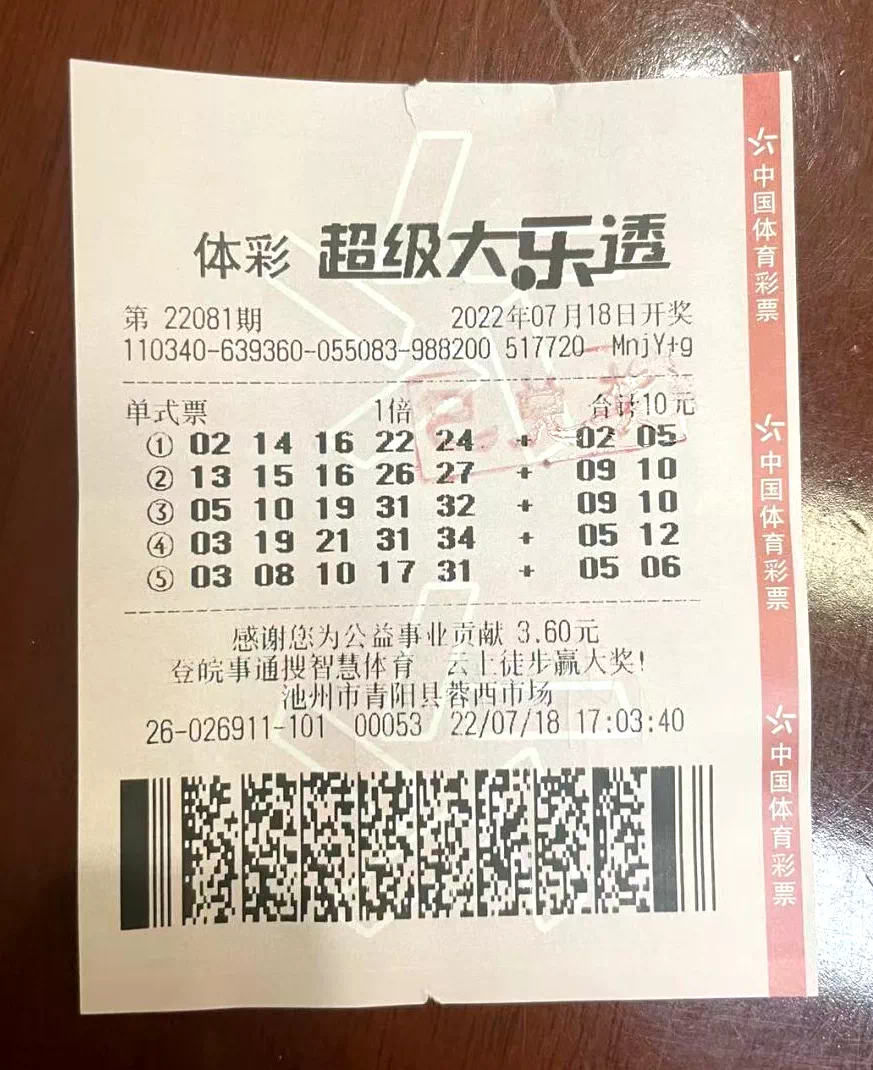 体彩 超级大乐透
第 22081期 2022年07月18日开奖
110340-639360-055083-988200 517720 MnjY+g
已兑奖
单式票 1倍 合计10元
① 02 14 16 22 24 + 02 05
② 13 15 16 26 27 + 09 10
③ 05 10 19 31 32 + 09 10
④ 03 19 21 31 34 + 05 12
⑤ 03 08 10 17 31 + 05 06
感谢您为公益事业贡献 3.60元
登皖事通搜智慧体育 云上徒步赢大奖!
池州市青阳县蓉西市场
26-026911-101 00053 22/07/18 17:03:40
中国体育彩票
中国体育彩票
中国体育彩票